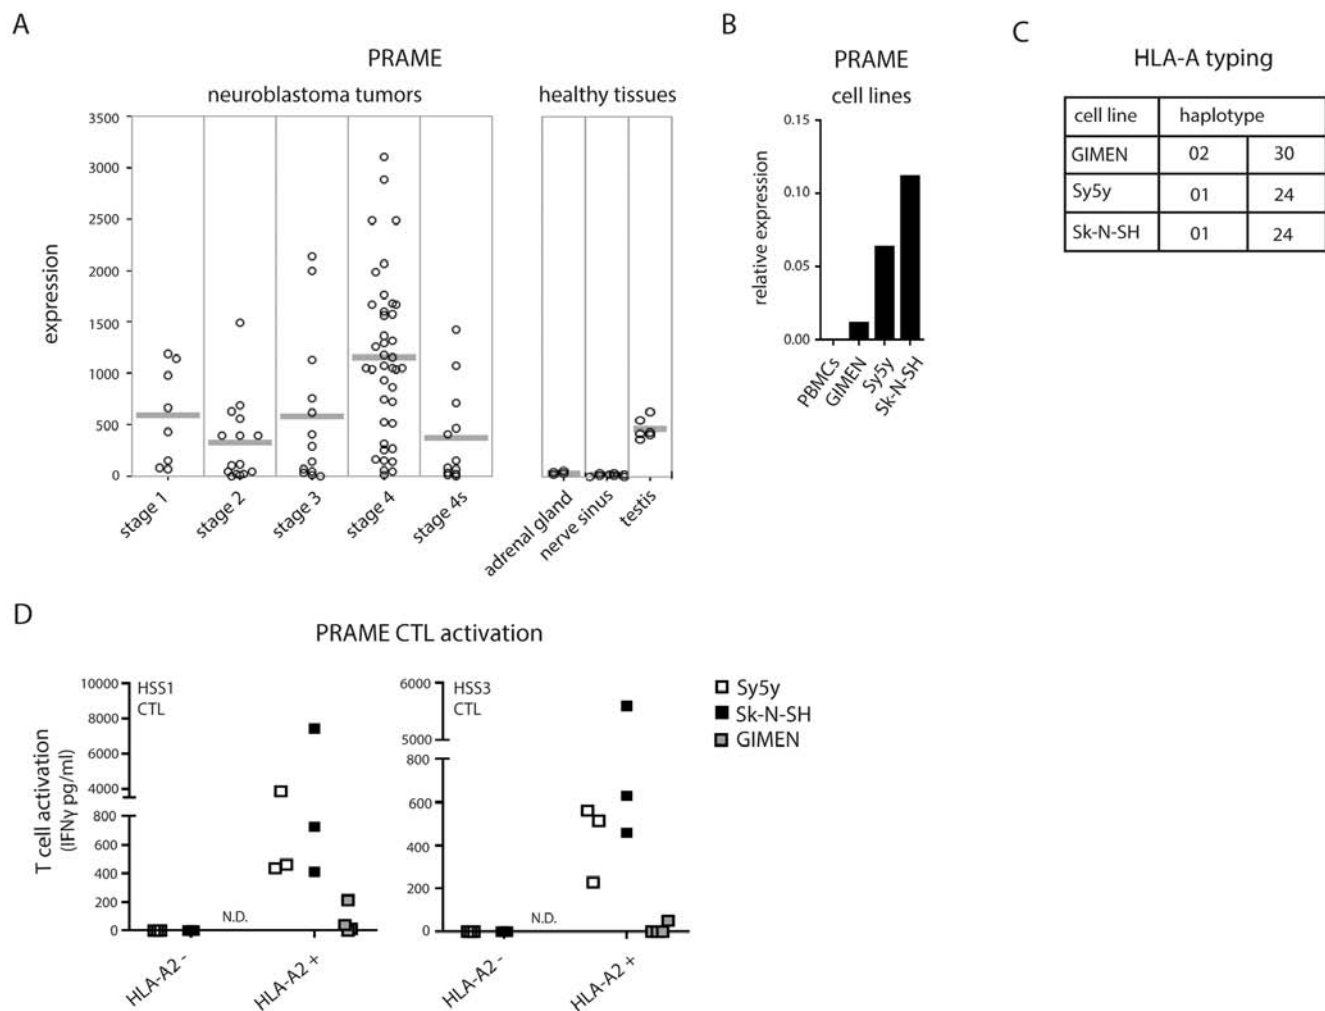 A
PRAME
neuroblastoma tumors
healthy tissues
3500
3000
2500
2000
1500
1000
500
0
expression
stage 1
stage 2
stage 3
stage 4
stage 4s
adrenal gland
nerve sinus
testis
B
PRAME
cell lines
0.15
0.10
0.05
0.00
relative expression
PBMCs
GIMEN
Sy5y
Sk-N-SH
C
HLA-A typing
cell line haplotype
GIMEN 02 30
Sy5y 01 24
Sk-N-SH 01 24
D
PRAME CTL activation
T cell activation
(IFNγ pg/ml)
10000
8000
6000
4000
800
600
400
200
0
HSS1
CTL
N.D.
HLA-A2 -
HLA-A2 +
6000
5000
800
600
400
200
0
HSS3
CTL
N.D.
HLA-A2 -
HLA-A2 +
Sy5y
Sk-N-SH
GIMEN